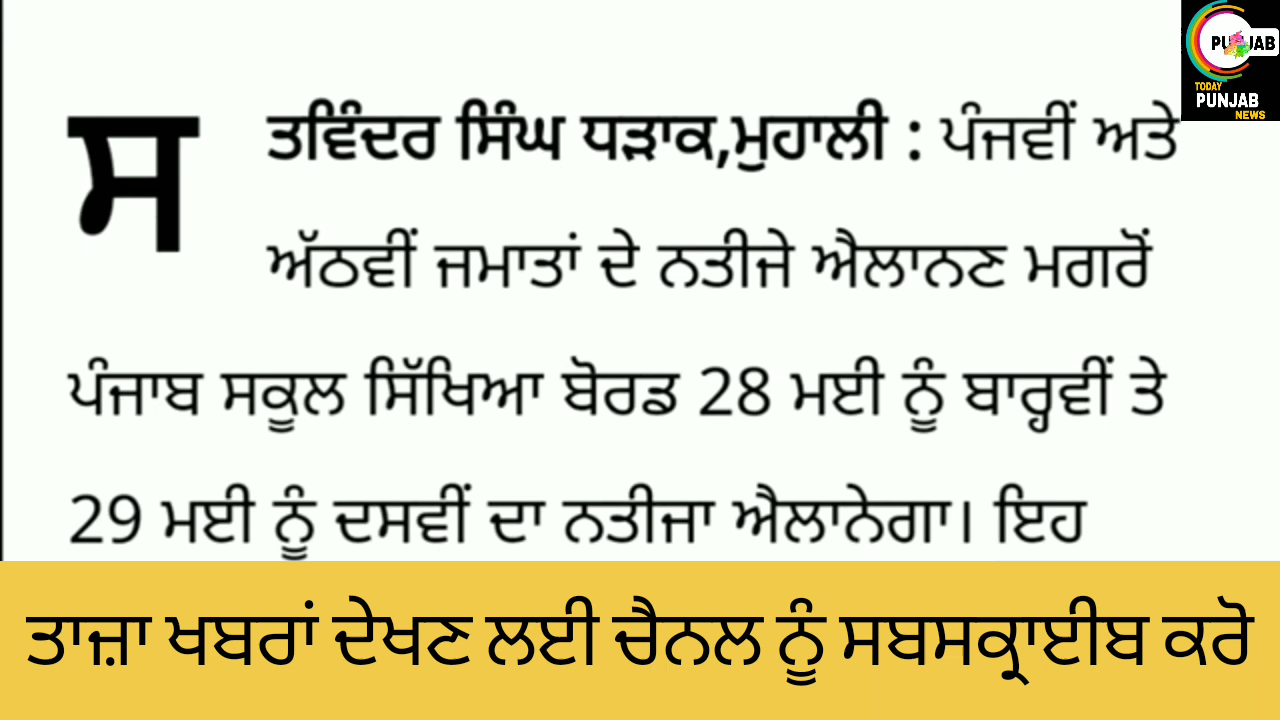 PUNJAB
TODAY
PUNJAB
NEWS
ਸਤਵਿੰਦਰ ਸਿੰਘ ਧੜਾਕ,ਮੁਹਾਲੀ : ਪੰਜਵੀਂ ਅਤੇ
ਅੱਠਵੀਂ ਜਮਾਤਾਂ ਦੇ ਨਤੀਜੇ ਐਲਾਨਣ ਮਗਰੋਂ
ਪੰਜਾਬ ਸਕੂਲ ਸਿੱਖਿਆ ਬੋਰਡ 28 ਮਈ ਨੂੰ ਬਾਰ੍ਹਵੀਂ ਤੇ
29 ਮਈ ਨੂੰ ਦਸਵੀਂ ਦਾ ਨਤੀਜਾ ਐਲਾਨੇਗਾ। ਇਹ
ਤਾਜ਼ਾ ਖਬਰਾਂ ਦੇਖਣ ਲਈ ਚੈਨਲ ਨੂੰ ਸਬਸਕ੍ਰਾਈਬ ਕਰੋ